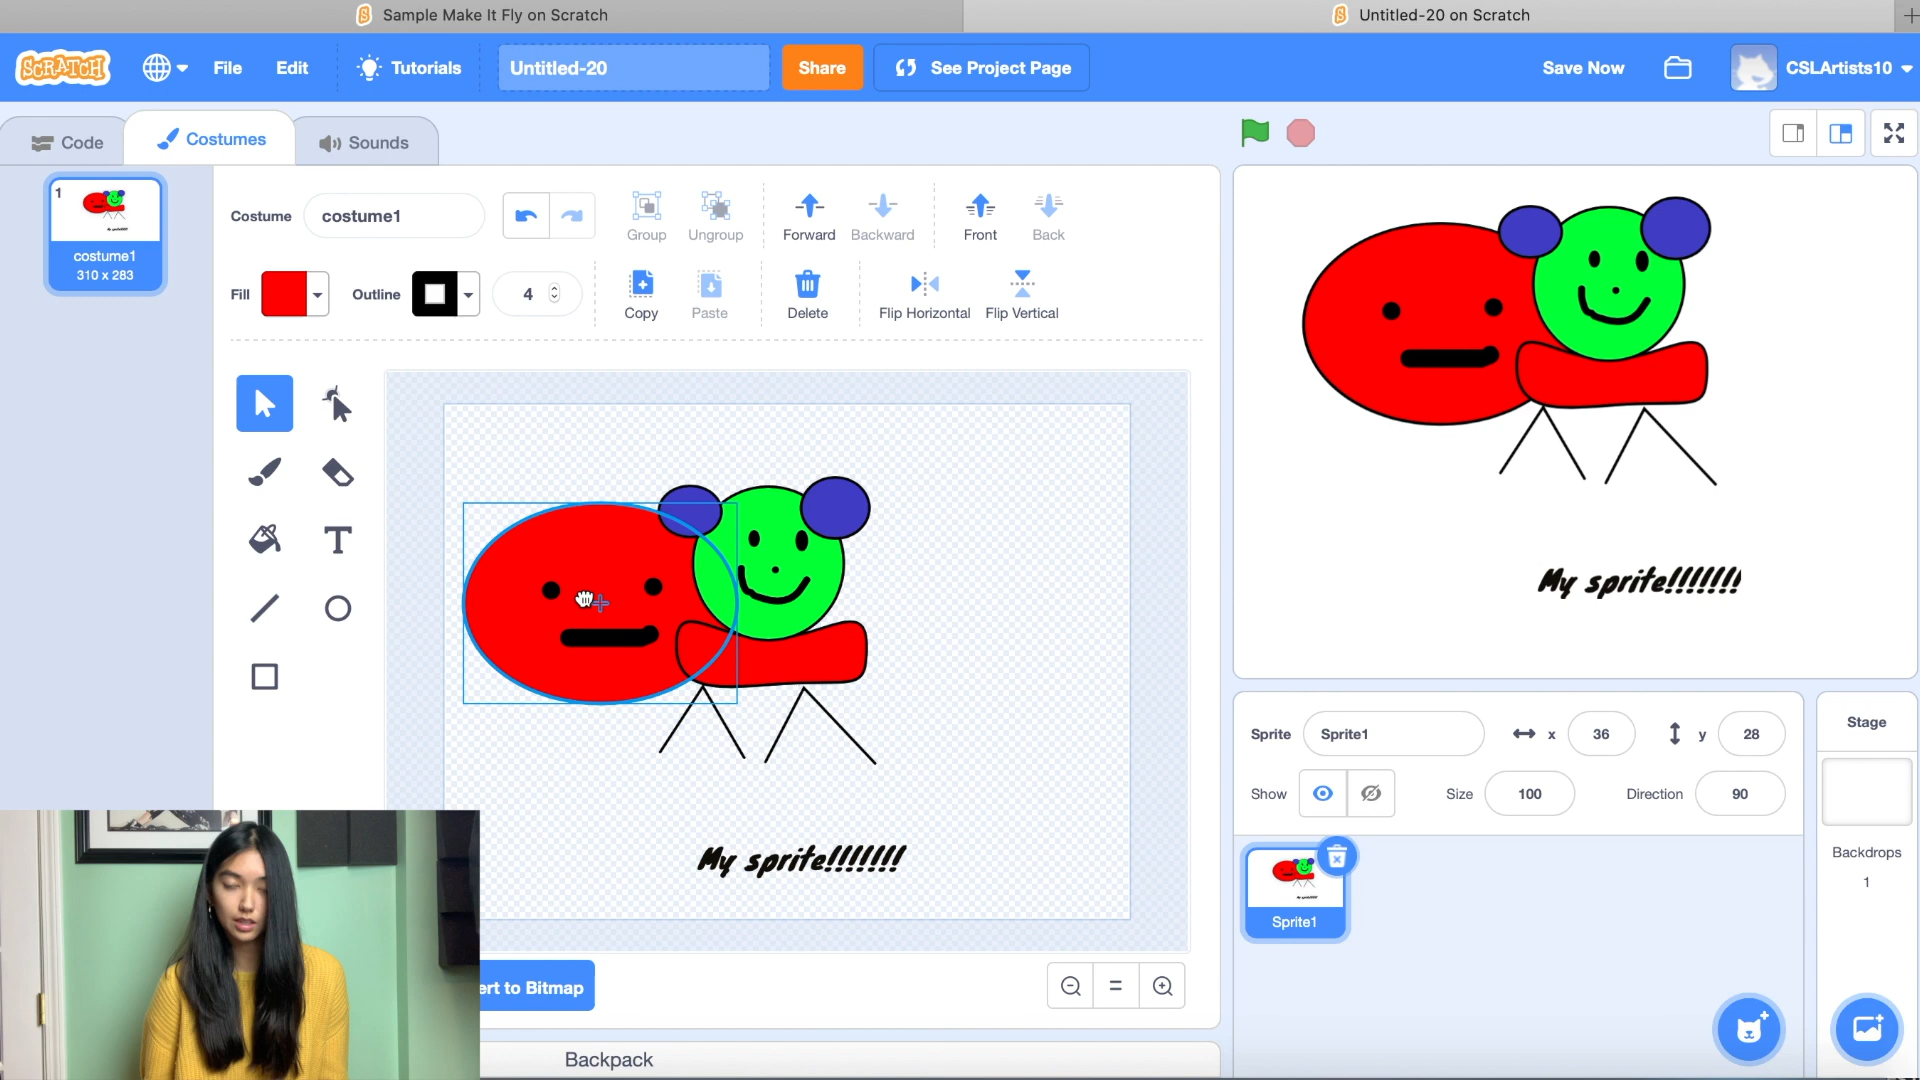 Sample Make It Fly on Scratch
Untitled-20 on Scratch
SCRATCH
File
Edit
Tutorials
Untitled-20
Share
See Project Page
Save Now
CSLArtists10
Code
Costumes
Sounds
1
costume1
310 x 283
Costume
costume1
Group
Ungroup
Forward
Backward
Front
Back
Fill
Outline
4
Copy
Paste
Delete
Flip Horizontal
Flip Vertical
T
My sprite!!!!!!!
ert to Bitmap
=
Backpack
My sprite!!!!!!!
Sprite
Sprite1
x
36
y
28
Show
Size
100
Direction
90
Sprite1
Stage
Backdrops
1